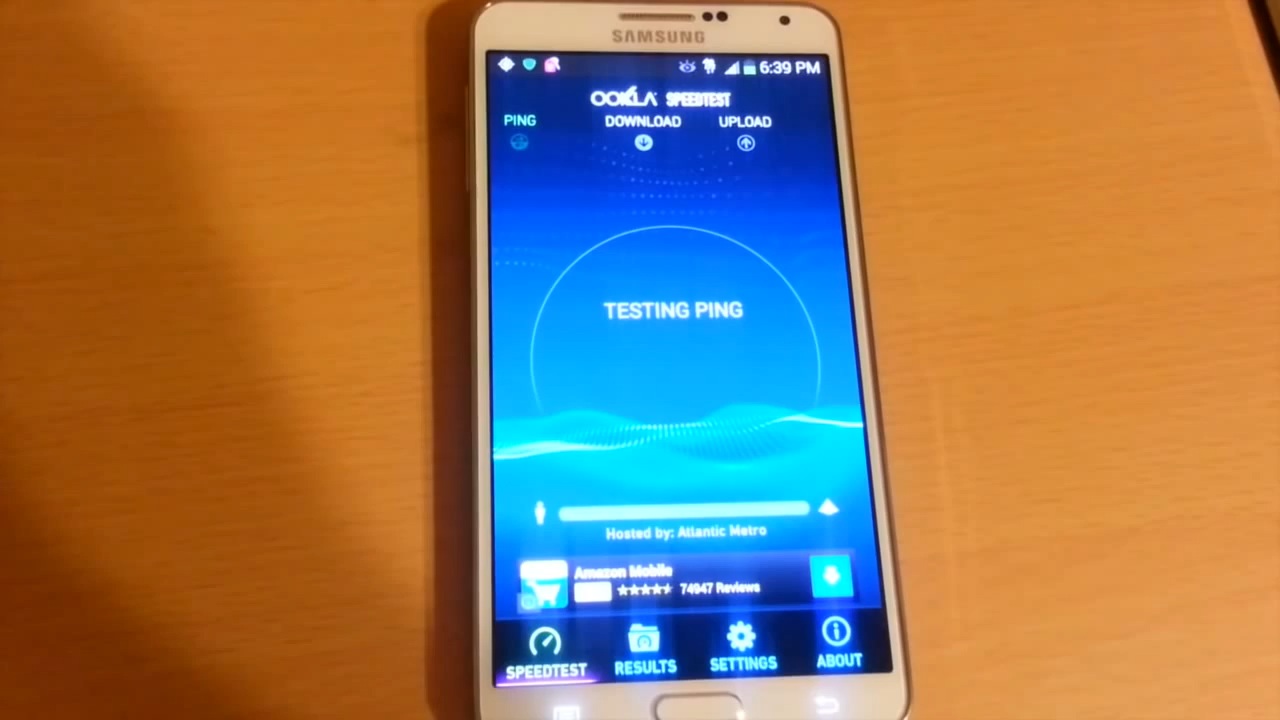 SAMSUNG
6:39 PM
OOKLA SPEEDTEST
PING DOWNLOAD UPLOAD
TESTING PING
Hosted by: Atlantic Metro
Amazon Mobile
74947 Reviews
SPEEDTEST RESULTS SETTINGS ABOUT